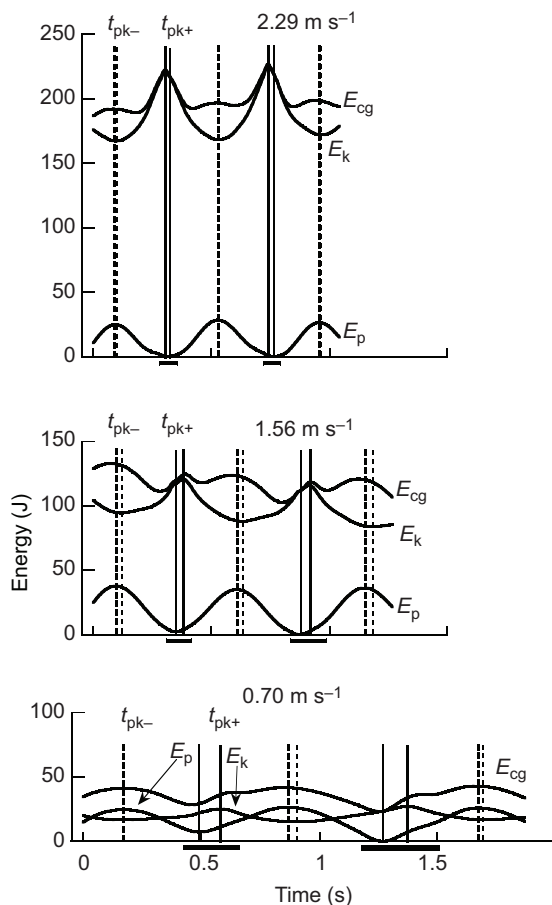 t_pk– t_pk+ 2.29 m s⁻¹
250
200
150
100
50
0
E_cg
E_k
E_p
t_pk– t_pk+ 1.56 m s⁻¹
150
100
50
0
E_cg
E_k
E_p
Energy (J)
0.70 m s⁻¹
t_pk– t_pk+
100
50
0
E_p E_k E_cg
0 0.5 1 1.5
Time (s)